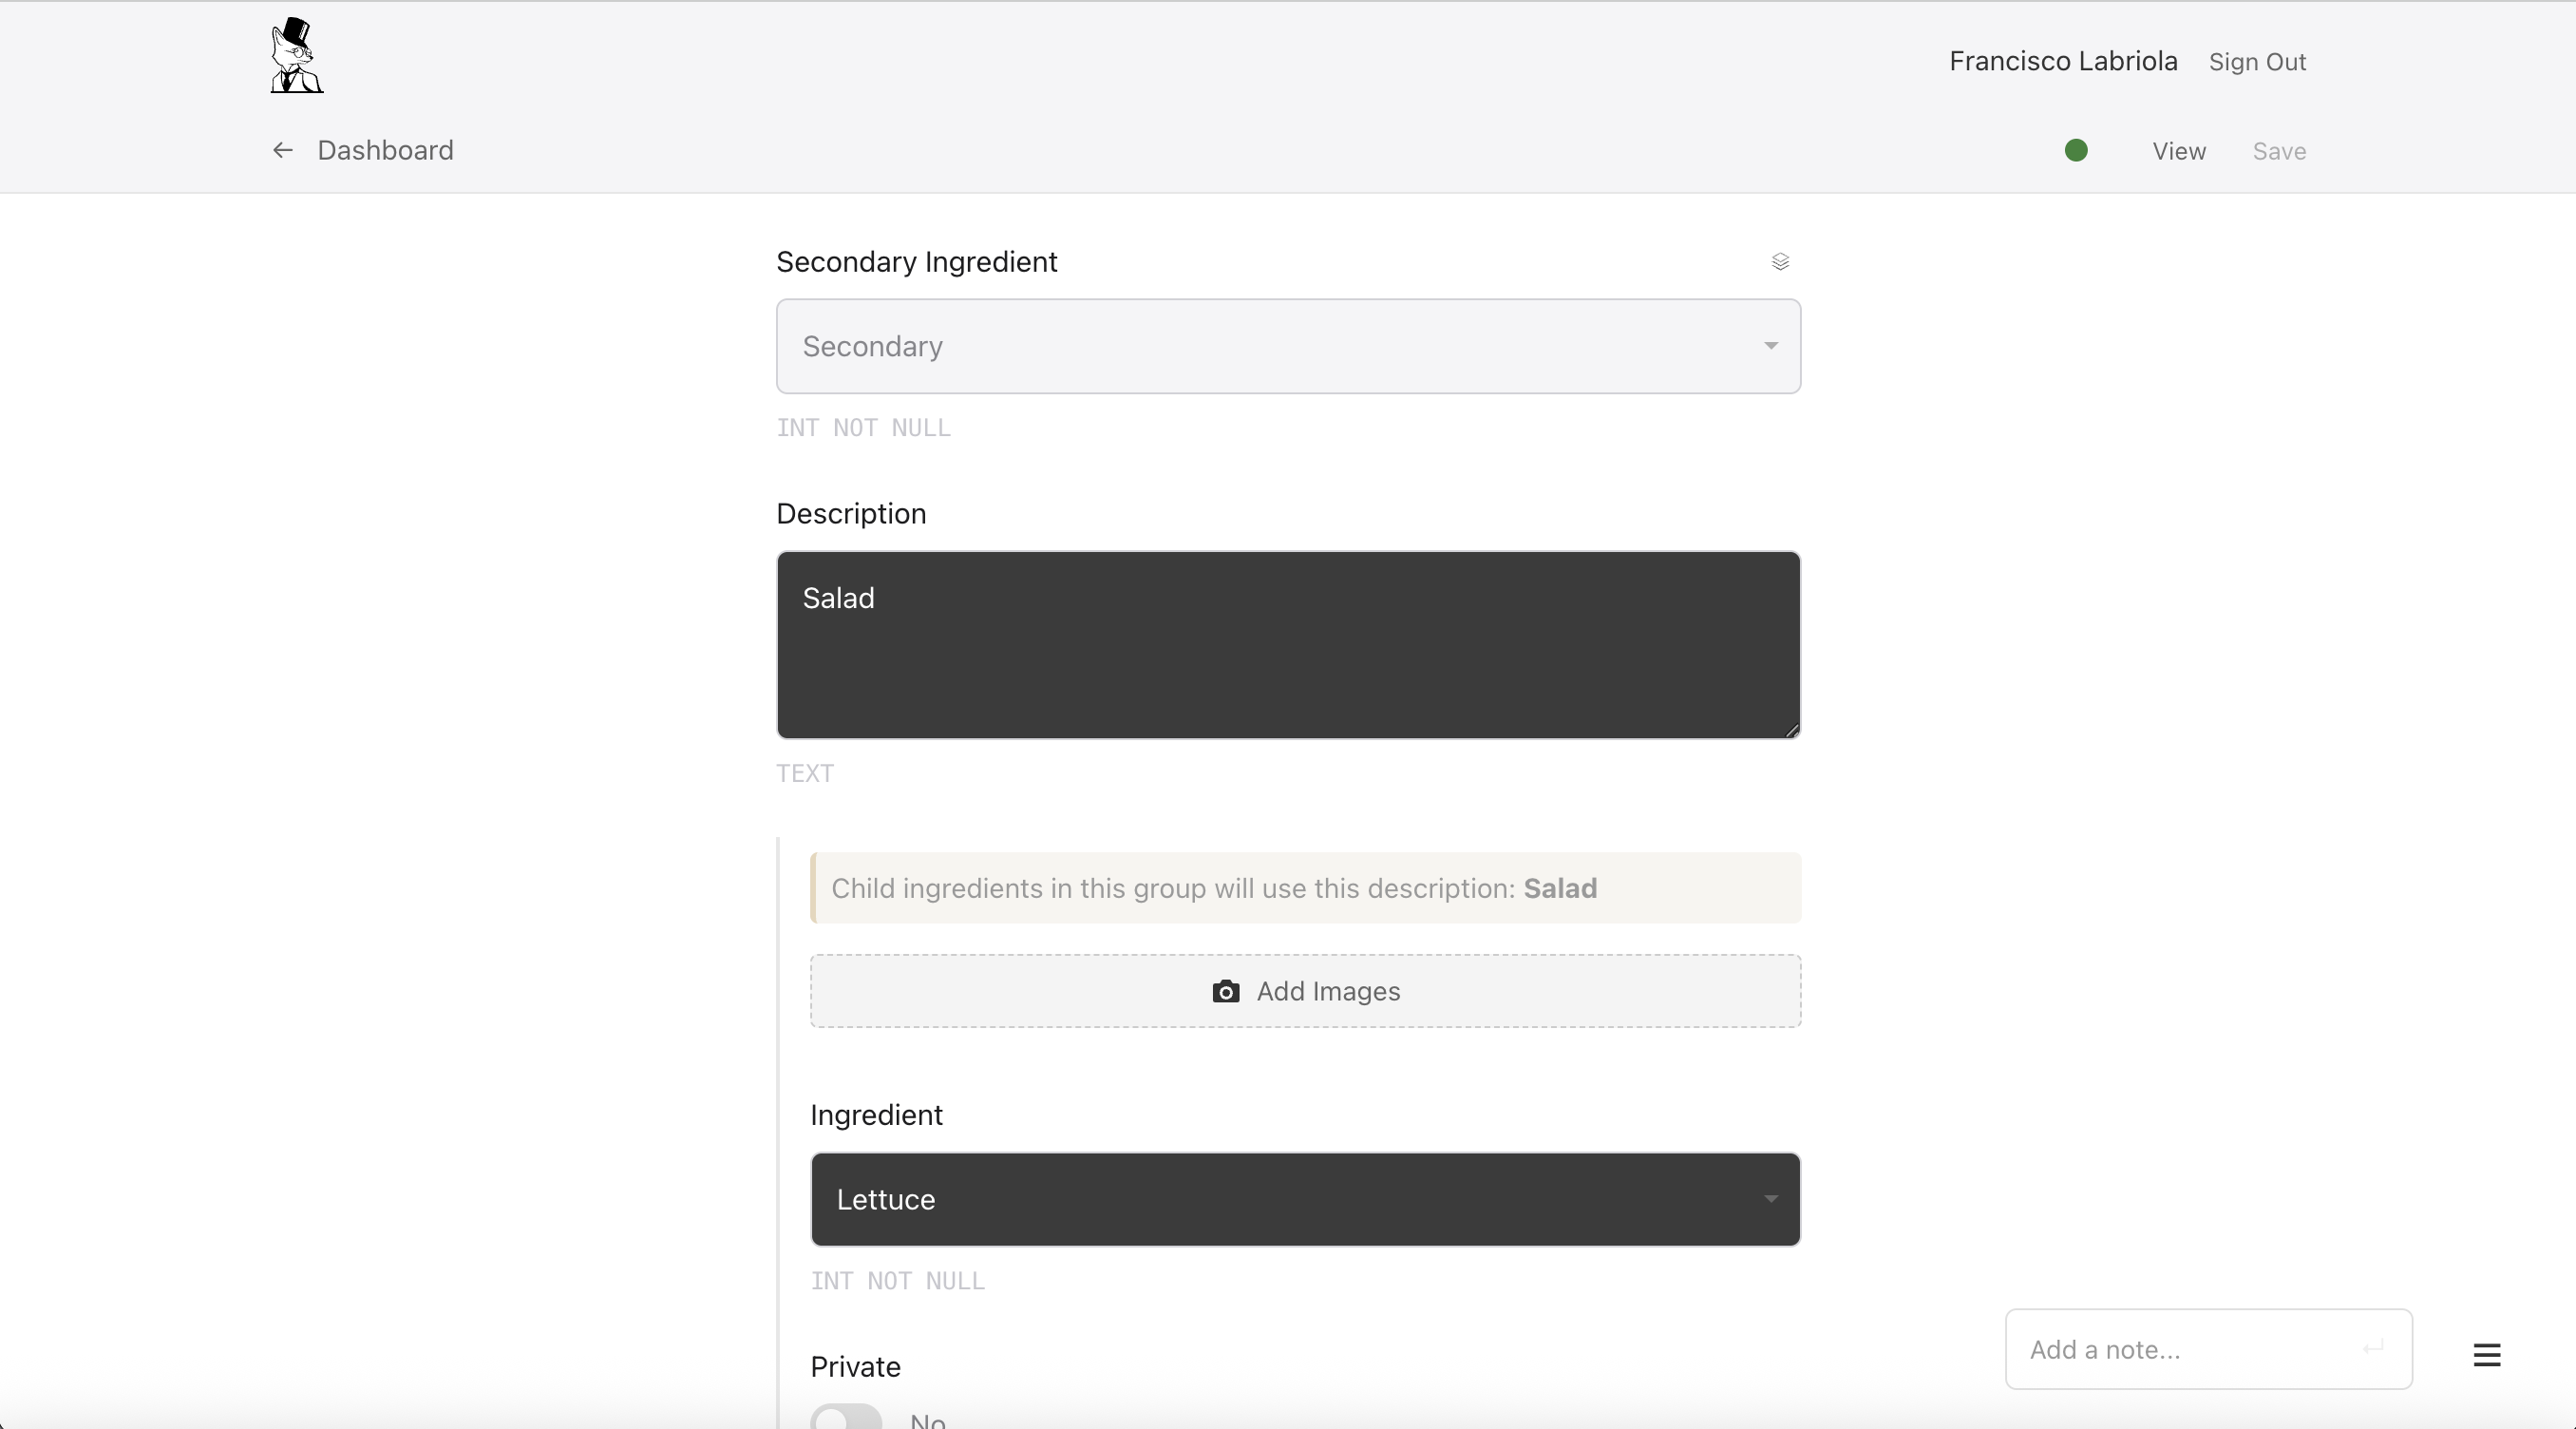 Francisco Labriola Sign Out
Dashboard View Save
Secondary Ingredient
Secondary
INT NOT NULL
Description
Salad
TEXT
Child ingredients in this group will use this description: Salad
Add Images
Ingredient
Lettuce
INT NOT NULL
Add a note...
Private
No